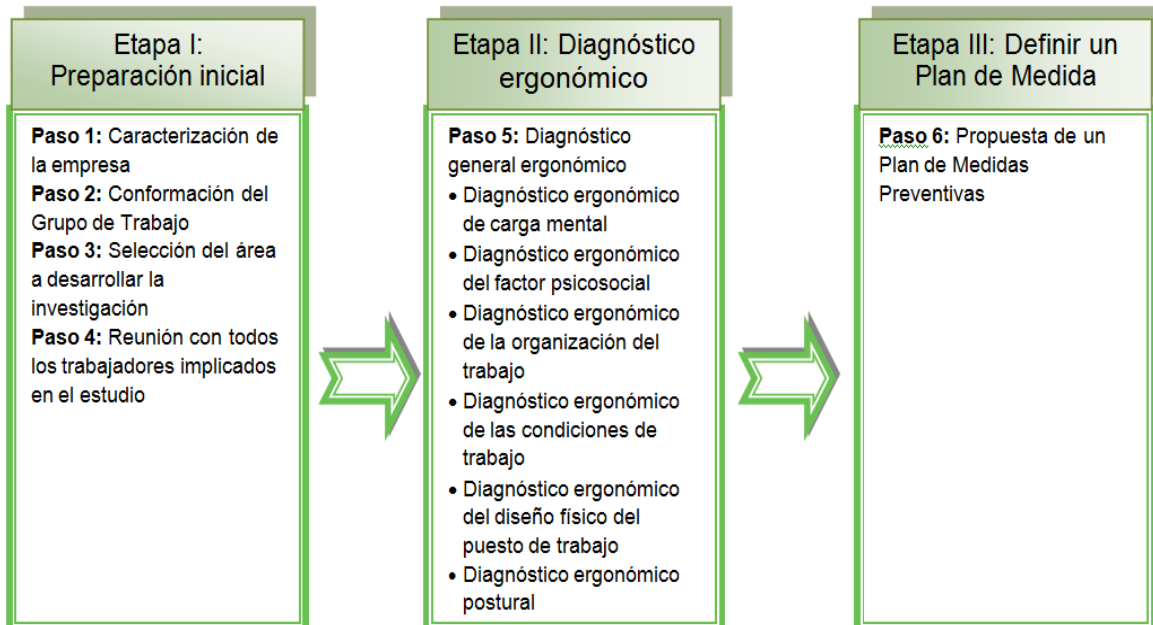 Etapa I:
Preparación inicial
Paso 1: Caracterización de
la empresa
Paso 2: Conformación del
Grupo de Trabajo
Paso 3: Selección del área
a desarrollar la
investigación
Paso 4: Reunión con todos
los trabajadores implicados
en el estudio
Etapa II: Diagnóstico
ergonómico
Paso 5: Diagnóstico
general ergonómico
• Diagnóstico ergonómico
de carga mental
• Diagnóstico ergonómico
del factor psicosocial
• Diagnóstico ergonómico
de la organización del
trabajo
• Diagnóstico ergonómico
de las condiciones de
trabajo
• Diagnóstico ergonómico
del diseño físico del
puesto de trabajo
• Diagnóstico ergonómico
postural
Etapa III: Definir un
Plan de Medida
Paso 6: Propuesta de un
Plan de Medidas
Preventivas